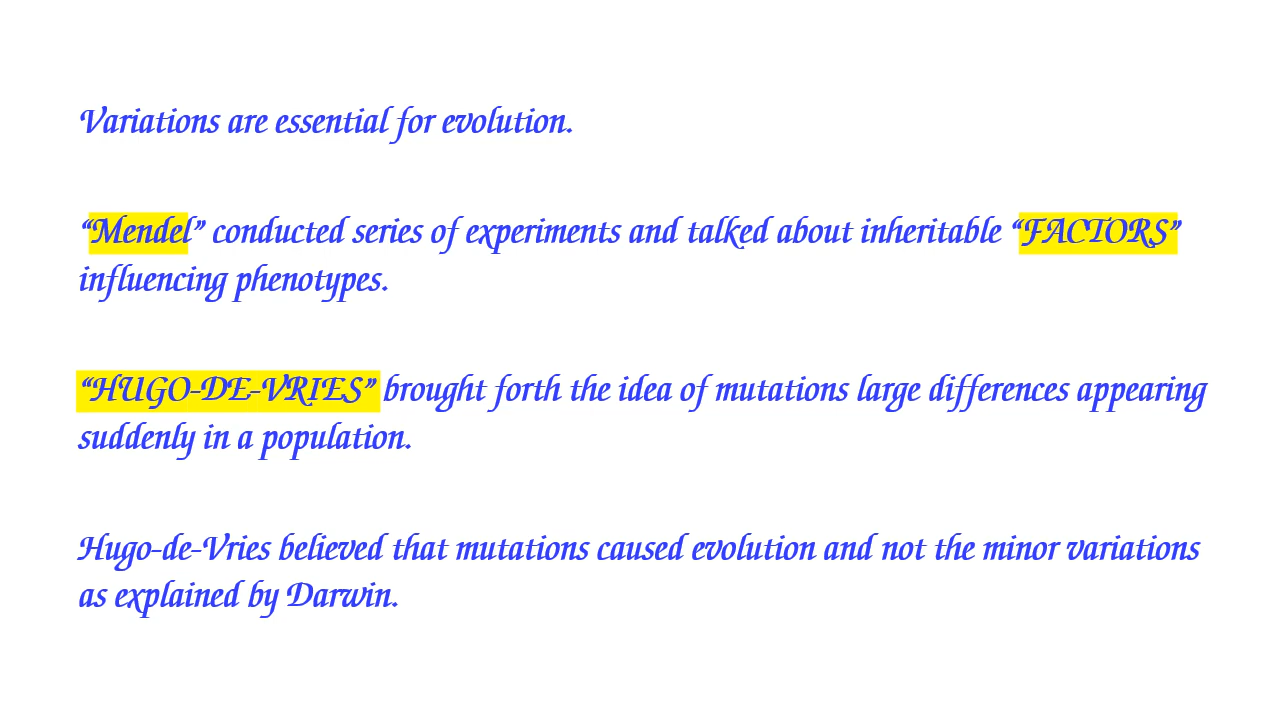 Variations are essential for evolution.
“Mendel” conducted series of experiments and talked about inheritable “FACTORS”
influencing phenotypes.
“HUGO-DE-VRIES” brought forth the idea of mutations large differences appearing
suddenly in a population.
Hugo-de-Vries believed that mutations caused evolution and not the minor variations
as explained by Darwin.